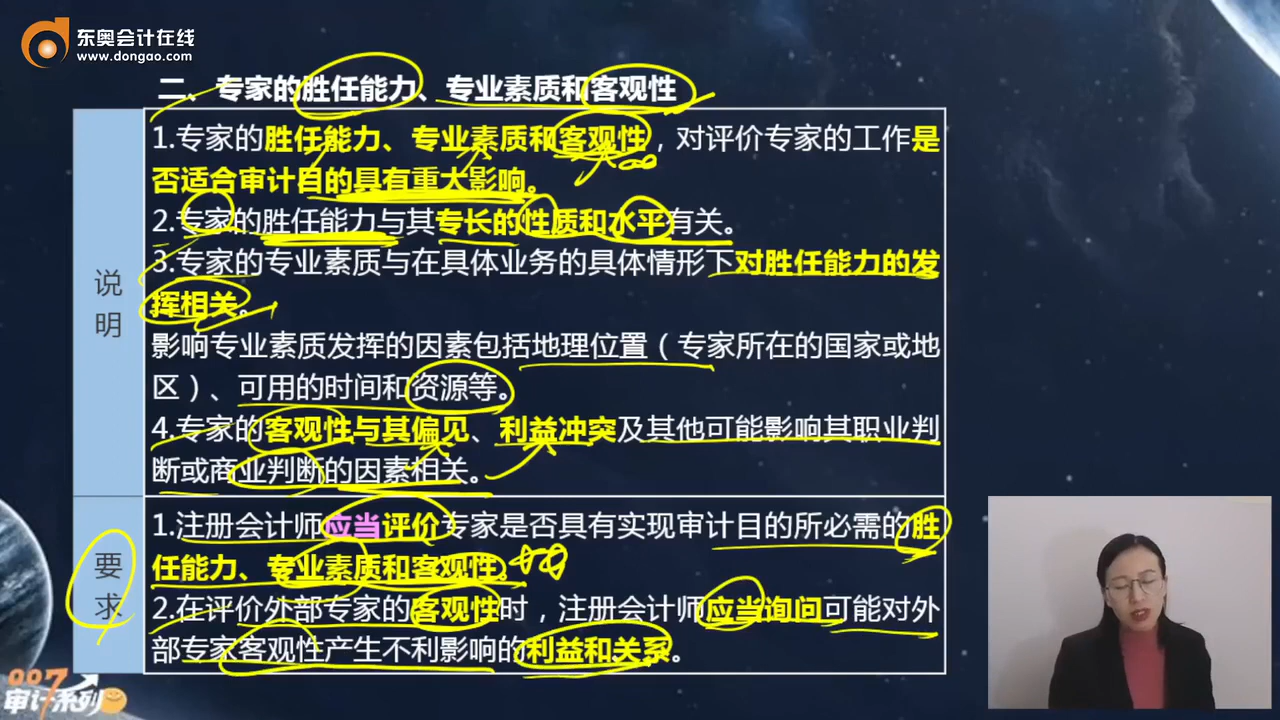 东奥会计在线
www.dongao.com
二、专家的胜任能力、专业素质和客观性
说明
1.专家的胜任能力、专业素质和客观性，对评价专家的工作是
否适合审计目的具有重大影响。
2.专家的胜任能力与其专长的性质和水平有关。
3.专家的专业素质与在具体业务的具体情形下对胜任能力的发
挥相关。
影响专业素质发挥的因素包括地理位置（专家所在的国家或地
区）、可用的时间和资源等。
4.专家的客观性与其偏见、利益冲突及其他可能影响其职业判
断或商业判断的因素相关。
要求
1.注册会计师应当评价专家是否具有实现审计目的所必需的胜
任能力、专业素质和客观性。
2.在评价外部专家的客观性时，注册会计师应当询问可能对外
部专家客观性产生不利影响的利益和关系。
007
审计系列